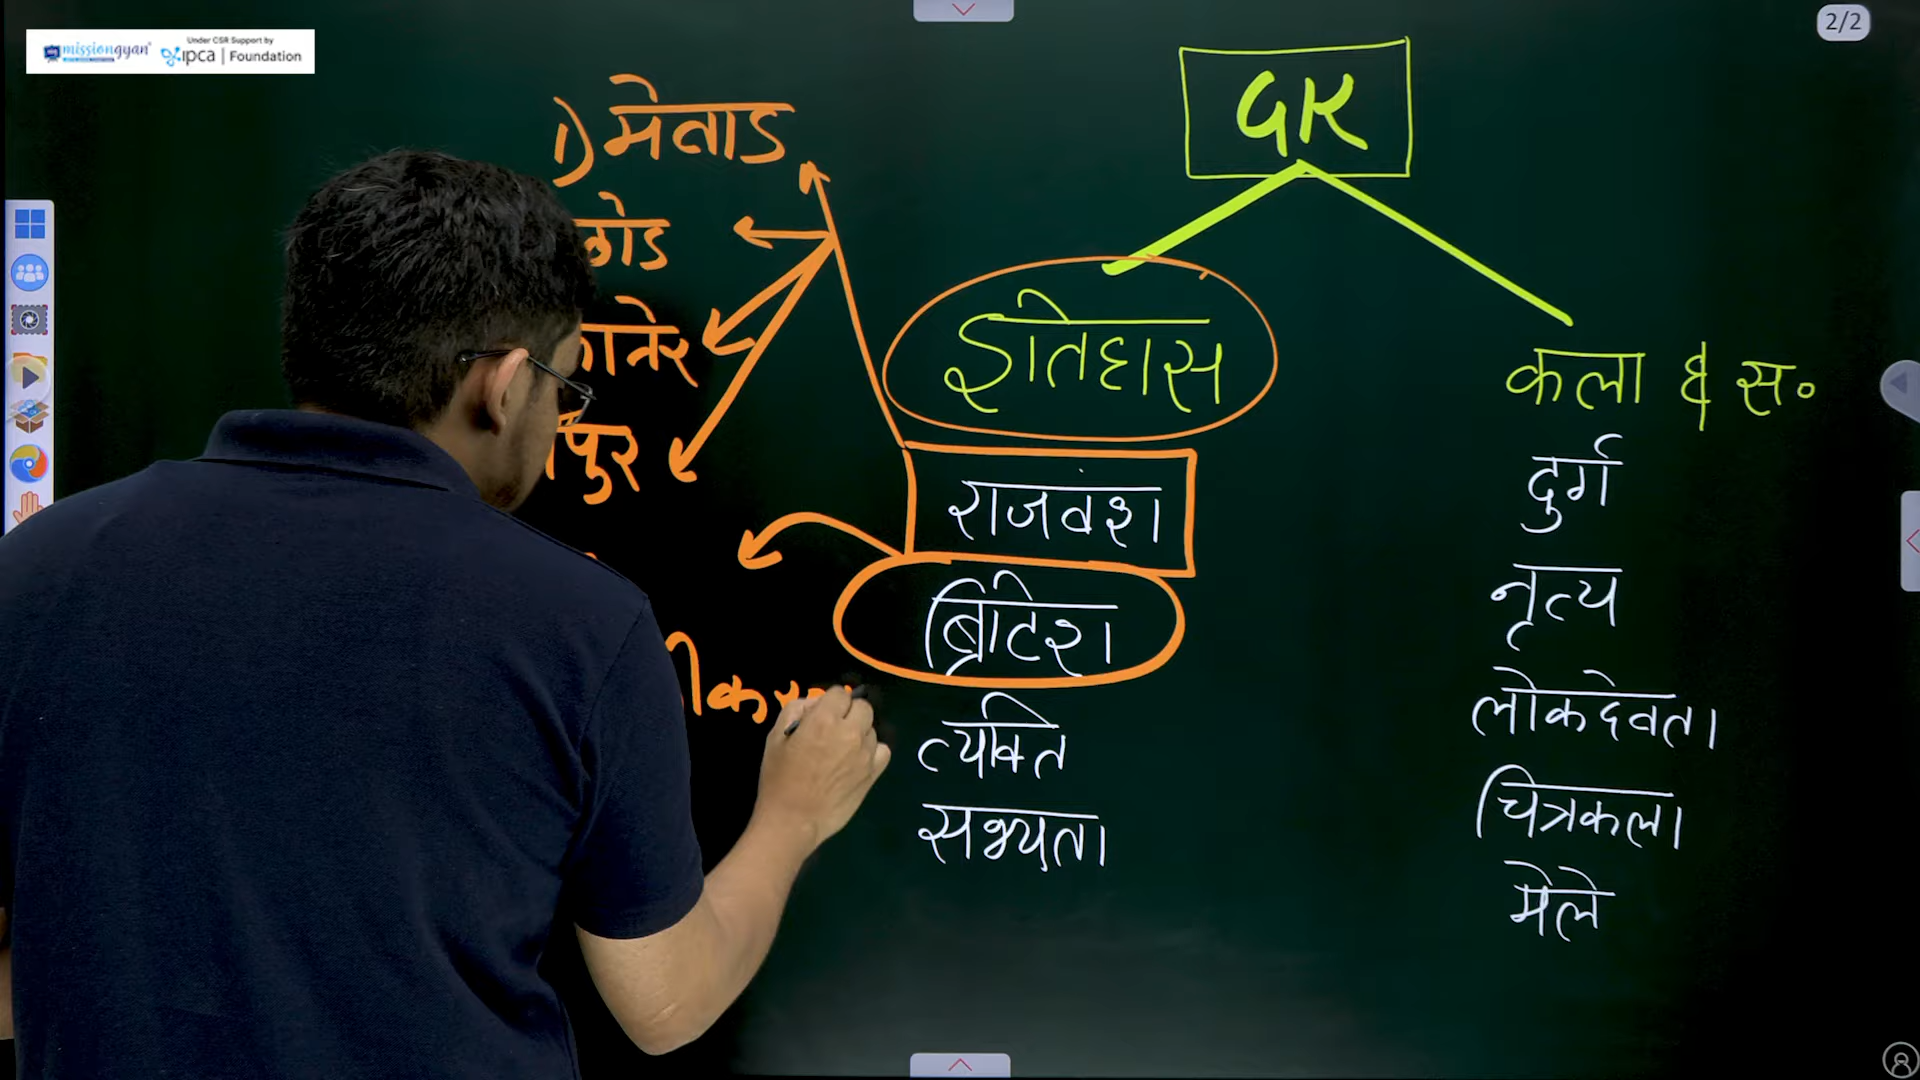 missiongyan
Under CSR Support by
ipca | Foundation
2/2
GK
1) मेवाड
इतिहास
राजवंश
ब्रिटिश
व्यक्ति
सभ्यता
कला & स०
दुर्ग
नृत्य
लोकदेवता
चित्रकला
मेले